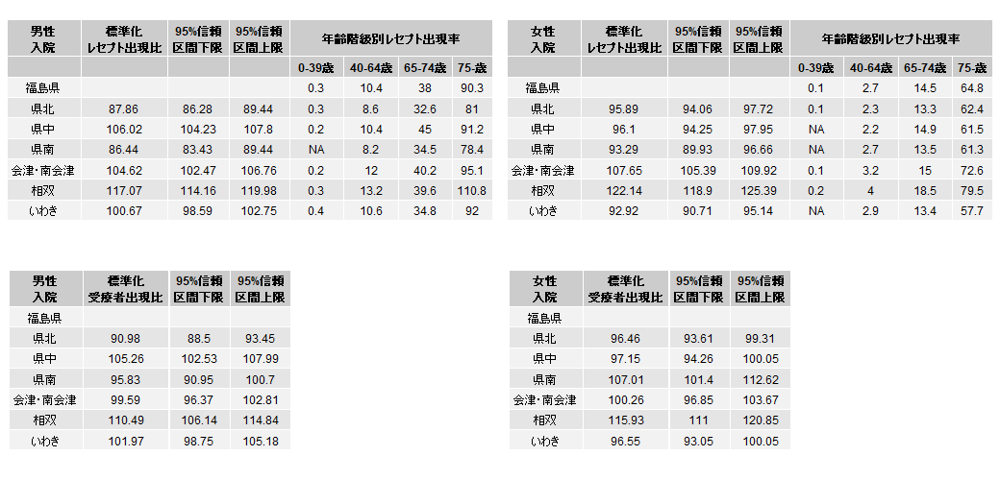 男性 標準化 95%信頼 95%信頼 年齢階級別レセプト出現率
入院 レセプト出現比 区間下限 区間上限
0-39歳 40-64歳 65-74歳 75-歳
福島県 0.3 10.4 38 90.3
県北 87.86 86.28 89.44 0.3 8.6 32.6 81
県中 106.02 104.23 107.8 0.2 10.4 45 91.2
県南 86.44 83.43 89.44 NA 8.2 34.5 78.4
会津・南会津 104.62 102.47 106.76 0.2 12 40.2 95.1
相双 117.07 114.16 119.98 0.3 13.2 39.6 110.8
いわき 100.67 98.59 102.75 0.4 10.6 34.8 92
女性 標準化 95%信頼 95%信頼 年齢階級別レセプト出現率
入院 レセプト出現比 区間下限 区間上限
0-39歳 40-64歳 65-74歳 75-歳
福島県 0.1 2.7 14.5 64.8
県北 95.89 94.06 97.72 0.1 2.3 13.3 62.4
県中 96.1 94.25 97.95 NA 2.2 14.9 61.5
県南 93.29 89.93 96.66 NA 2.7 13.5 61.3
会津・南会津 107.65 105.39 109.92 0.1 3.2 15 72.6
相双 122.14 118.9 125.39 0.2 4 18.5 79.5
いわき 92.92 90.71 95.14 NA 2.9 13.4 57.7
男性 標準化 95%信頼 95%信頼
入院 受療者出現比 区間下限 区間上限
福島県
県北 90.98 88.5 93.45
県中 105.26 102.53 107.99
県南 95.83 90.95 100.7
会津・南会津 99.59 96.37 102.81
相双 110.49 106.14 114.84
いわき 101.97 98.75 105.18
女性 標準化 95%信頼 95%信頼
入院 受療者出現比 区間下限 区間上限
福島県
県北 96.46 93.61 99.31
県中 97.15 94.26 100.05
県南 107.01 101.4 112.62
会津・南会津 100.26 96.85 103.67
相双 115.93 111 120.85
いわき 96.55 93.05 100.05